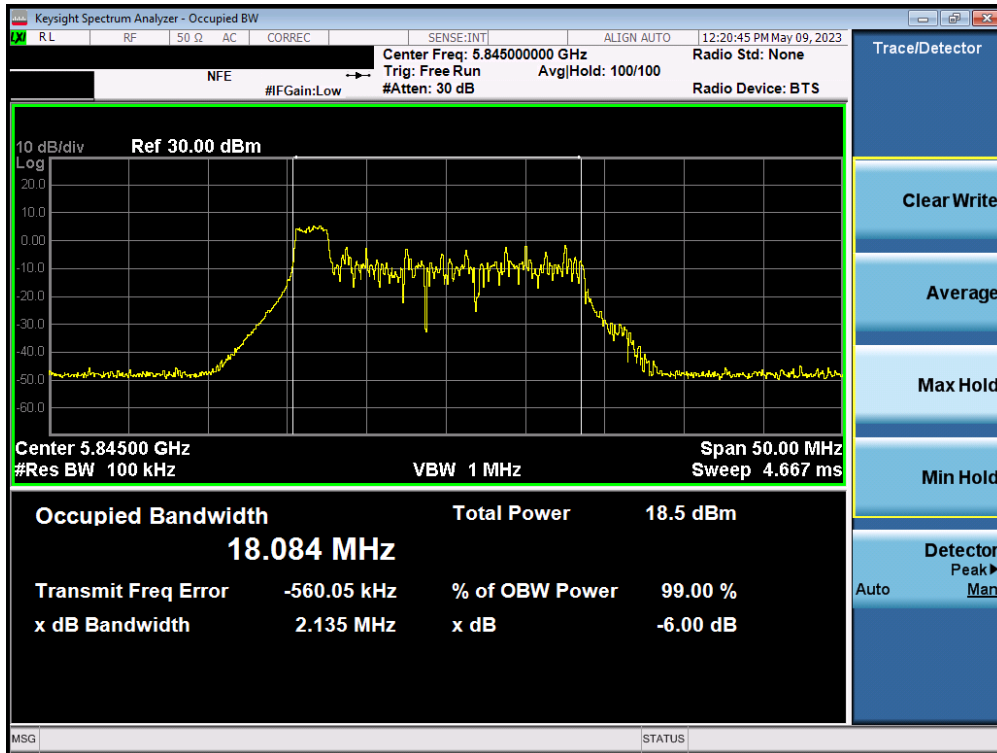 Keysight Spectrum Analyzer - Occupied BW
LXI RL RF 50 Ω AC CORREC SENSE:INT ALIGN AUTO 12:20:45 PM May 09, 2023
Center Freq: 5.845000000 GHz Radio Std: None
NFE Trig: Free Run Avg|Hold: 100/100
#IFGain:Low #Atten: 30 dB Radio Device: BTS
10 dB/div Ref 30.00 dBm
Log
20.0
10.0
0.00
-10.0
-20.0
-30.0
-40.0
-50.0
-60.0
Center 5.84500 GHz Span 50.00 MHz
#Res BW 100 kHz VBW 1 MHz Sweep 4.667 ms
Occupied Bandwidth Total Power 18.5 dBm
18.084 MHz
Transmit Freq Error -560.05 kHz % of OBW Power 99.00 %
x dB Bandwidth 2.135 MHz x dB -6.00 dB
MSG STATUS
Trace/Detector
Clear Write
Average
Max Hold
Min Hold
Detector
Peak▶
Auto Man